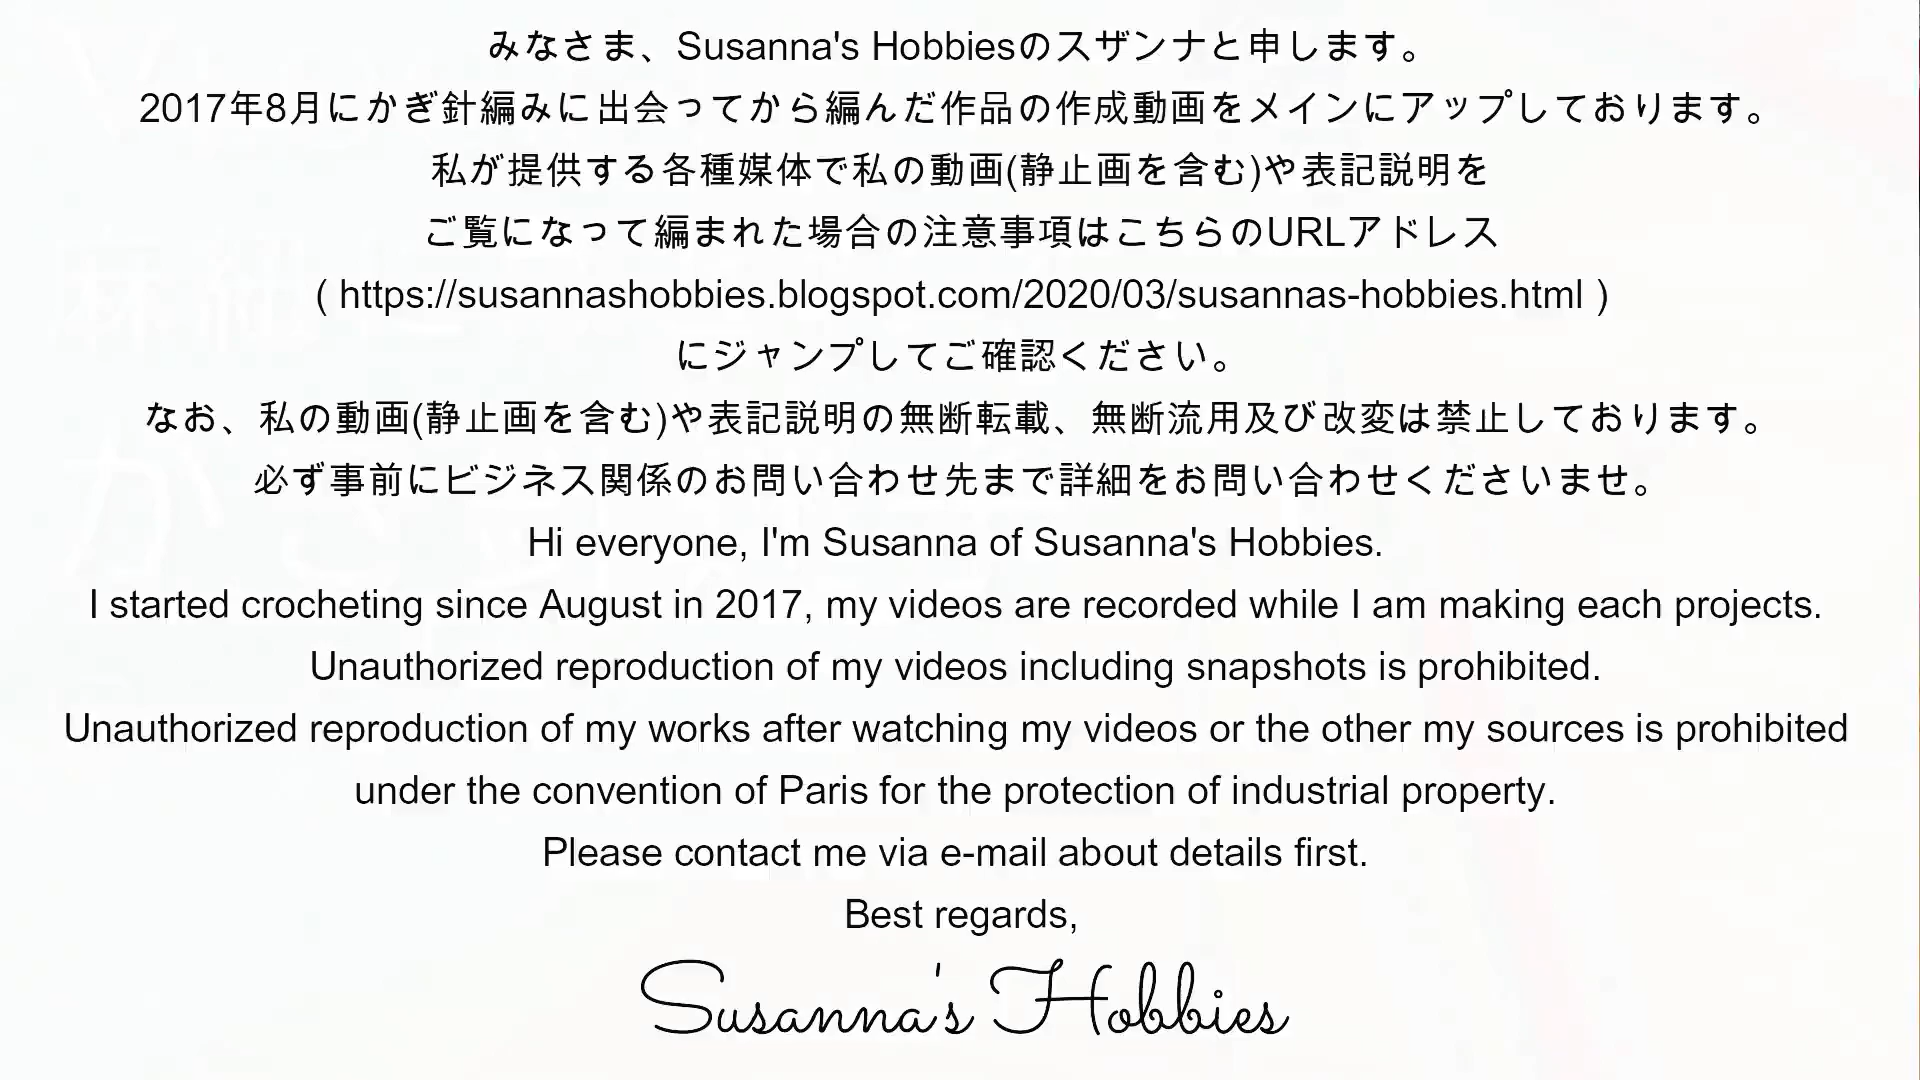 みなさま、Susanna's Hobbiesのスザンナと申します。
2017年8月にかぎ針編みに出会ってから編んだ作品の作成動画をメインにアップしております。
私が提供する各種媒体で私の動画(静止画を含む)や表記説明を
ご覧になって編まれた場合の注意事項はこちらのURLアドレス
( https://susannashobbies.blogspot.com/2020/03/susannas-hobbies.html )
にジャンプしてご確認ください。
なお、私の動画(静止画を含む)や表記説明の無断転載、無断流用及び改変は禁止しております。
必ず事前にビジネス関係のお問い合わせ先まで詳細をお問い合わせくださいませ。
Hi everyone, I'm Susanna of Susanna's Hobbies.
I started crocheting since August in 2017, my videos are recorded while I am making each projects.
Unauthorized reproduction of my videos including snapshots is prohibited.
Unauthorized reproduction of my works after watching my videos or the other my sources is prohibited
under the convention of Paris for the protection of industrial property.
Please contact me via e-mail about details first.
Best regards,
Susanna's Hobbies